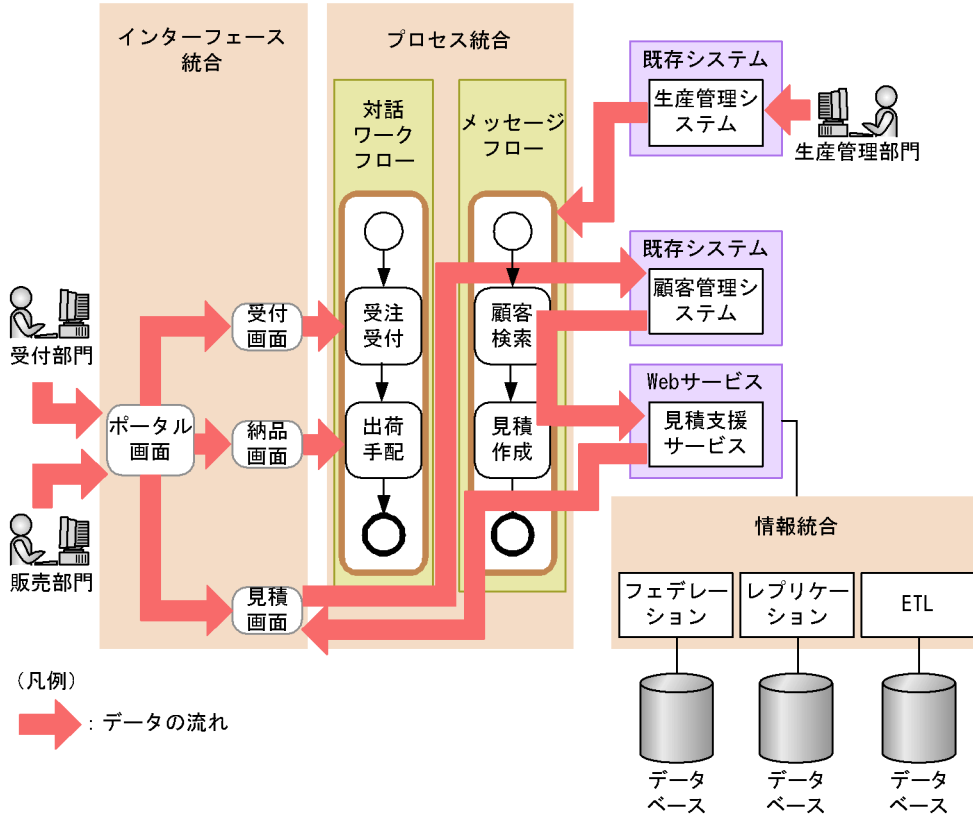 インターフェース
統合
プロセス統合
対話
ワーク
フロー
メッセージ
フロー
既存システム
生産管理シ
ステム
生産管理部門
既存システム
顧客管理シ
ステム
Webサービス
見積支援
サービス
受付部門
販売部門
ポータル
画面
受付
画面
納品
画面
見積
画面
受注
受付
出荷
手配
顧客
検索
見積
作成
情報統合
フェデレー
ション
レプリケー
ション
ETL
データ
ベース
データ
ベース
データ
ベース
(凡例)
：データの流れ